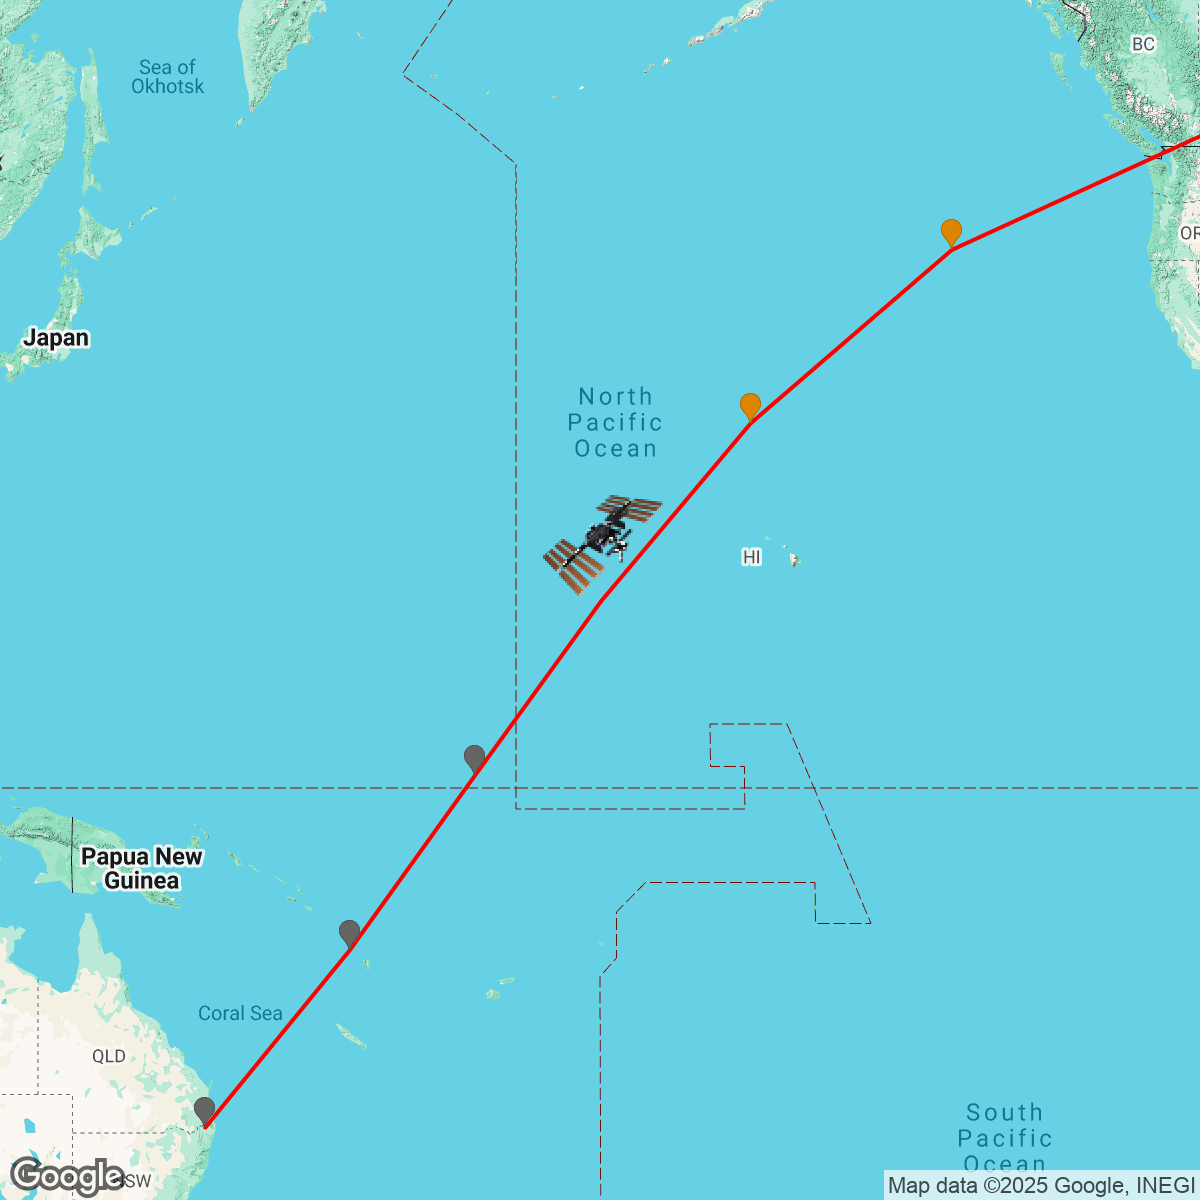 BC
Sea of
Okhotsk
OR
Japan
North
Pacific
Ocean
HI
Papua New
Guinea
Coral Sea
QLD
South
Pacific
Ocean
NSW
Google
Map data ©2025 Google, INEGI